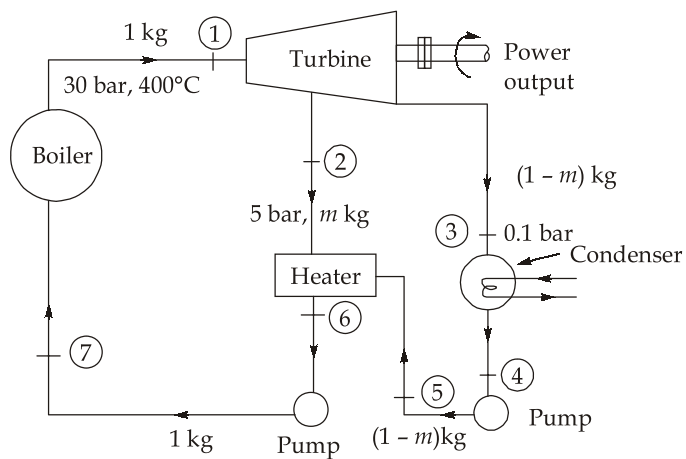 1 kg
1
30 bar, 400°C
Turbine
Power
output
Boiler
2
(1 – m) kg
5 bar, m kg
3
0.1 bar
Condenser
Heater
6
7
4
5
Pump
1 kg
Pump
(1 – m)kg